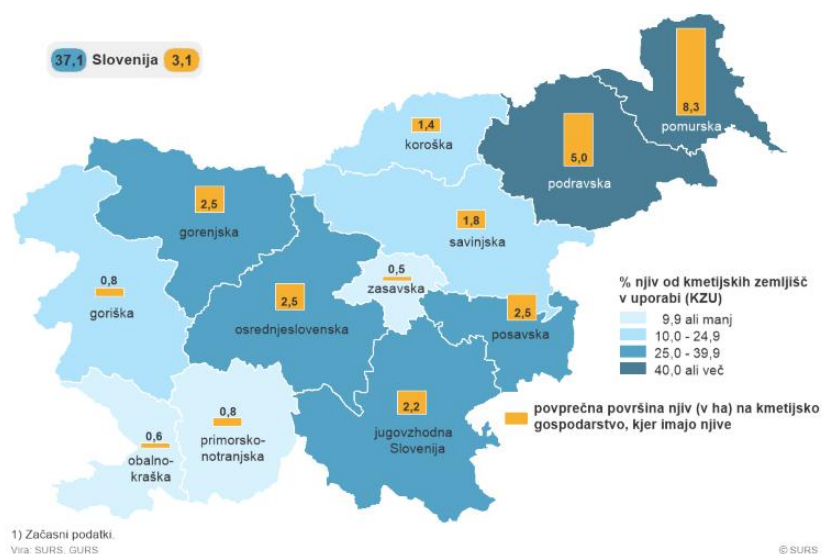 37,1 Slovenija 3,1
8,3
pomurska
1,4
koroška
5,0
podravska
2,5
gorenjska
1,8
savinjska
0,8
goriška
0,5
zasavska
2,5
osrednjeslovenska
2,5
posavska
% njiv od kmetijskih zemljišč
v uporabi (KZU)
9,9 ali manj
10,0 - 24,9
25,0 - 39,9
40,0 ali več
povprečna površina njiv (v ha) na kmetijsko
gospodarstvo, kjer imajo njive
2,2
jugovzhodna
Slovenija
0,8
primorsko-
notranjska
0,6
obalno-
kraška
1) Začasni podatki.
Vira: SURS, GURS
© SURS